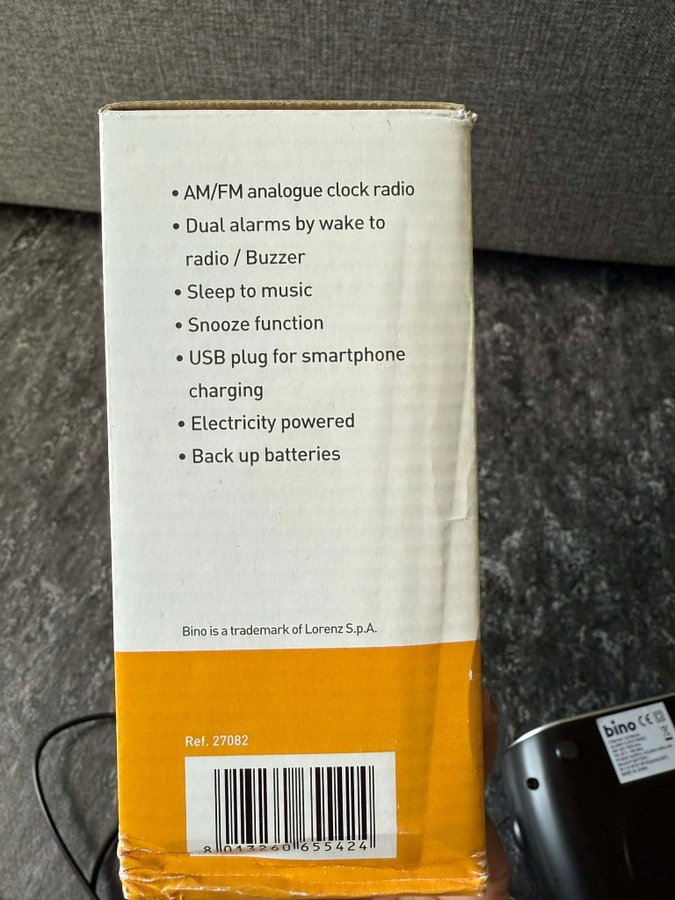 • AM/FM analogue clock radio
• Dual alarms by wake to
radio / Buzzer
• Sleep to music
• Snooze function
• USB plug for smartphone
charging
• Electricity powered
• Back up batteries
Bino is a trademark of Lorenz S.p.A.
Ref. 27082
8 013260 655424
bino CE